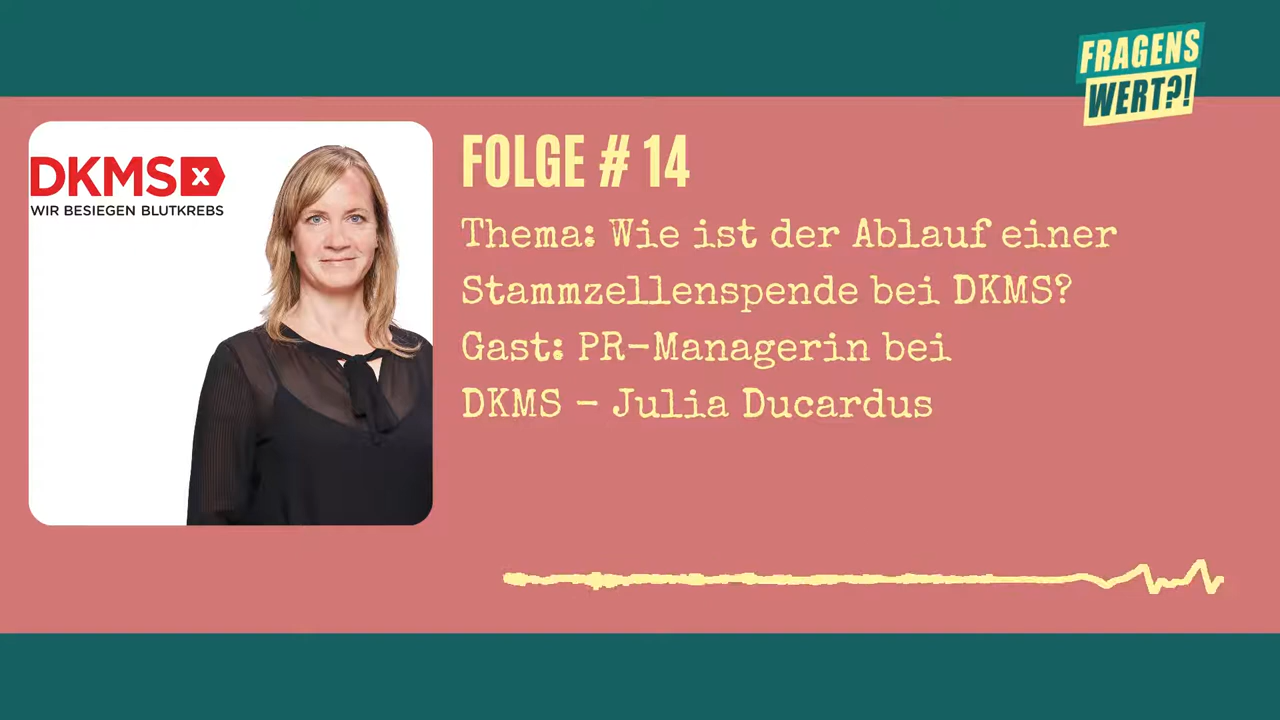 FRAGENS
WERT?!
DKMS x
WIR BESIEGEN BLUTKREBS
FOLGE # 14
Thema: Wie ist der Ablauf einer
Stammzellenspende bei DKMS?
Gast: PR-Managerin bei
DKMS - Julia Ducardus